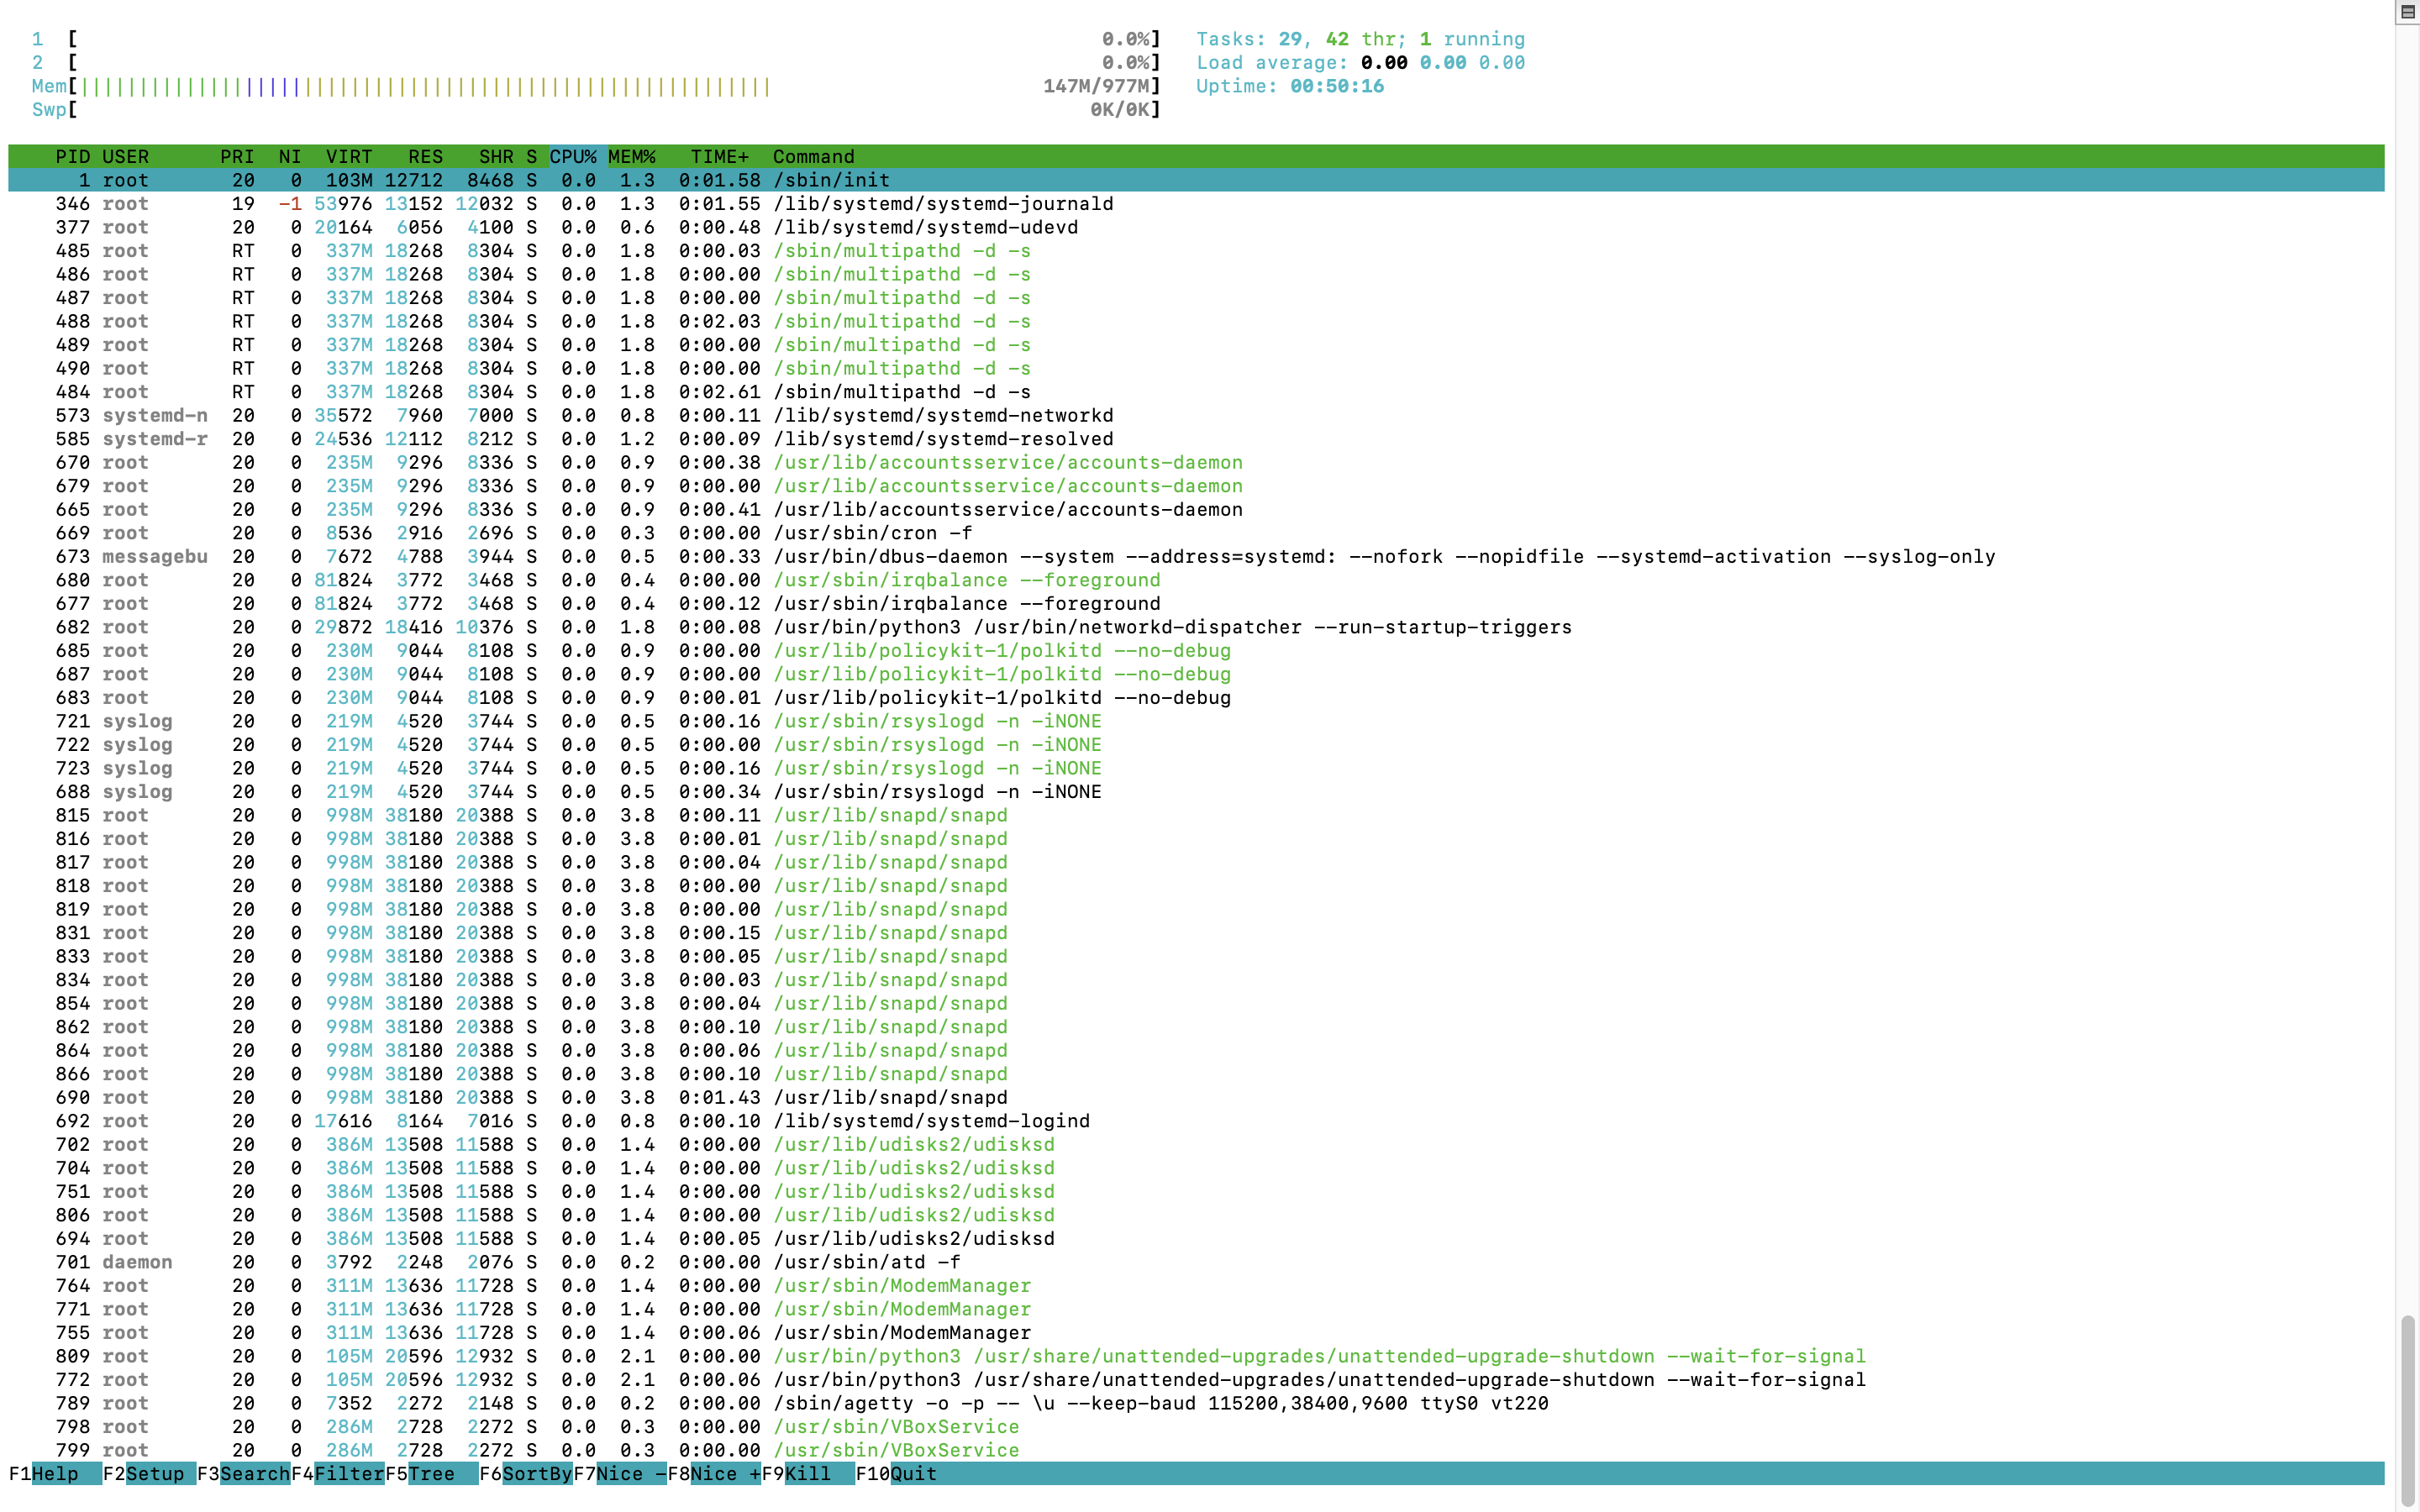 1 [ 0.0%] Tasks: 29, 42 thr; 1 running
2 [ 0.0%] Load average: 0.00 0.00 0.00
Mem[||||||||||||||||||||||||||||||||||||||||||||||||||||||||||| 147M/977M] Uptime: 00:50:16
Swp[ 0K/0K]
PID USER PRI NI VIRT RES SHR S CPU% MEM% TIME+ Command
1 root 20 0 103M 12712 8468 S 0.0 1.3 0:01.58 /sbin/init
346 root 19 -1 53976 13152 12032 S 0.0 1.3 0:01.55 /lib/systemd/systemd-journald
377 root 20 0 20164 6056 4100 S 0.0 0.6 0:00.48 /lib/systemd/systemd-udevd
485 root RT 0 337M 18268 8304 S 0.0 1.8 0:00.03 /sbin/multipathd -d -s
486 root RT 0 337M 18268 8304 S 0.0 1.8 0:00.00 /sbin/multipathd -d -s
487 root RT 0 337M 18268 8304 S 0.0 1.8 0:00.00 /sbin/multipathd -d -s
488 root RT 0 337M 18268 8304 S 0.0 1.8 0:02.03 /sbin/multipathd -d -s
489 root RT 0 337M 18268 8304 S 0.0 1.8 0:00.00 /sbin/multipathd -d -s
490 root RT 0 337M 18268 8304 S 0.0 1.8 0:00.00 /sbin/multipathd -d -s
484 root RT 0 337M 18268 8304 S 0.0 1.8 0:02.61 /sbin/multipathd -d -s
573 systemd-n 20 0 35572 7960 7000 S 0.0 0.8 0:00.11 /lib/systemd/systemd-networkd
585 systemd-r 20 0 24536 12112 8212 S 0.0 1.2 0:00.09 /lib/systemd/systemd-resolved
670 root 20 0 235M 9296 8336 S 0.0 0.9 0:00.38 /usr/lib/accountsservice/accounts-daemon
679 root 20 0 235M 9296 8336 S 0.0 0.9 0:00.00 /usr/lib/accountsservice/accounts-daemon
665 root 20 0 235M 9296 8336 S 0.0 0.9 0:00.41 /usr/lib/accountsservice/accounts-daemon
669 root 20 0 8536 2916 2696 S 0.0 0.3 0:00.00 /usr/sbin/cron -f
673 messagebu 20 0 7672 4788 3944 S 0.0 0.5 0:00.33 /usr/bin/dbus-daemon --system --address=systemd: --nofork --nopidfile --systemd-activation --syslog-only
680 root 20 0 81824 3772 3468 S 0.0 0.4 0:00.00 /usr/sbin/irqbalance --foreground
677 root 20 0 81824 3772 3468 S 0.0 0.4 0:00.12 /usr/sbin/irqbalance --foreground
682 root 20 0 29872 18416 10376 S 0.0 1.8 0:00.08 /usr/bin/python3 /usr/bin/networkd-dispatcher --run-startup-triggers
685 root 20 0 230M 9044 8108 S 0.0 0.9 0:00.00 /usr/lib/policykit-1/polkitd --no-debug
687 root 20 0 230M 9044 8108 S 0.0 0.9 0:00.00 /usr/lib/policykit-1/polkitd --no-debug
683 root 20 0 230M 9044 8108 S 0.0 0.9 0:00.01 /usr/lib/policykit-1/polkitd --no-debug
721 syslog 20 0 219M 4520 3744 S 0.0 0.5 0:00.16 /usr/sbin/rsyslogd -n -iNONE
722 syslog 20 0 219M 4520 3744 S 0.0 0.5 0:00.00 /usr/sbin/rsyslogd -n -iNONE
723 syslog 20 0 219M 4520 3744 S 0.0 0.5 0:00.16 /usr/sbin/rsyslogd -n -iNONE
688 syslog 20 0 219M 4520 3744 S 0.0 0.5 0:00.34 /usr/sbin/rsyslogd -n -iNONE
815 root 20 0 998M 38180 20388 S 0.0 3.8 0:00.11 /usr/lib/snapd/snapd
816 root 20 0 998M 38180 20388 S 0.0 3.8 0:00.01 /usr/lib/snapd/snapd
817 root 20 0 998M 38180 20388 S 0.0 3.8 0:00.04 /usr/lib/snapd/snapd
818 root 20 0 998M 38180 20388 S 0.0 3.8 0:00.00 /usr/lib/snapd/snapd
819 root 20 0 998M 38180 20388 S 0.0 3.8 0:00.00 /usr/lib/snapd/snapd
831 root 20 0 998M 38180 20388 S 0.0 3.8 0:00.15 /usr/lib/snapd/snapd
833 root 20 0 998M 38180 20388 S 0.0 3.8 0:00.05 /usr/lib/snapd/snapd
834 root 20 0 998M 38180 20388 S 0.0 3.8 0:00.03 /usr/lib/snapd/snapd
854 root 20 0 998M 38180 20388 S 0.0 3.8 0:00.04 /usr/lib/snapd/snapd
862 root 20 0 998M 38180 20388 S 0.0 3.8 0:00.10 /usr/lib/snapd/snapd
864 root 20 0 998M 38180 20388 S 0.0 3.8 0:00.06 /usr/lib/snapd/snapd
866 root 20 0 998M 38180 20388 S 0.0 3.8 0:00.10 /usr/lib/snapd/snapd
690 root 20 0 998M 38180 20388 S 0.0 3.8 0:01.43 /usr/lib/snapd/snapd
692 root 20 0 17616 8164 7016 S 0.0 0.8 0:00.10 /lib/systemd/systemd-logind
702 root 20 0 386M 13508 11588 S 0.0 1.4 0:00.00 /usr/lib/udisks2/udisksd
704 root 20 0 386M 13508 11588 S 0.0 1.4 0:00.00 /usr/lib/udisks2/udisksd
751 root 20 0 386M 13508 11588 S 0.0 1.4 0:00.00 /usr/lib/udisks2/udisksd
806 root 20 0 386M 13508 11588 S 0.0 1.4 0:00.00 /usr/lib/udisks2/udisksd
694 root 20 0 386M 13508 11588 S 0.0 1.4 0:00.05 /usr/lib/udisks2/udisksd
701 daemon 20 0 3792 2248 2076 S 0.0 0.2 0:00.00 /usr/sbin/atd -f
764 root 20 0 311M 13636 11728 S 0.0 1.4 0:00.00 /usr/sbin/ModemManager
771 root 20 0 311M 13636 11728 S 0.0 1.4 0:00.00 /usr/sbin/ModemManager
755 root 20 0 311M 13636 11728 S 0.0 1.4 0:00.06 /usr/sbin/ModemManager
809 root 20 0 105M 20596 12932 S 0.0 2.1 0:00.00 /usr/bin/python3 /usr/share/unattended-upgrades/unattended-upgrade-shutdown --wait-for-signal
772 root 20 0 105M 20596 12932 S 0.0 2.1 0:00.06 /usr/bin/python3 /usr/share/unattended-upgrades/unattended-upgrade-shutdown --wait-for-signal
789 root 20 0 7352 2272 2148 S 0.0 0.2 0:00.00 /sbin/agetty -o -p -- \u --keep-baud 115200,38400,9600 ttyS0 vt220
798 root 20 0 286M 2728 2272 S 0.0 0.3 0:00.00 /usr/sbin/VBoxService
799 root 20 0 286M 2728 2272 S 0.0 0.3 0:00.00 /usr/sbin/VBoxService
F1Help F2Setup F3SearchF4FilterF5Tree F6SortByF7Nice -F8Nice +F9Kill F10Quit